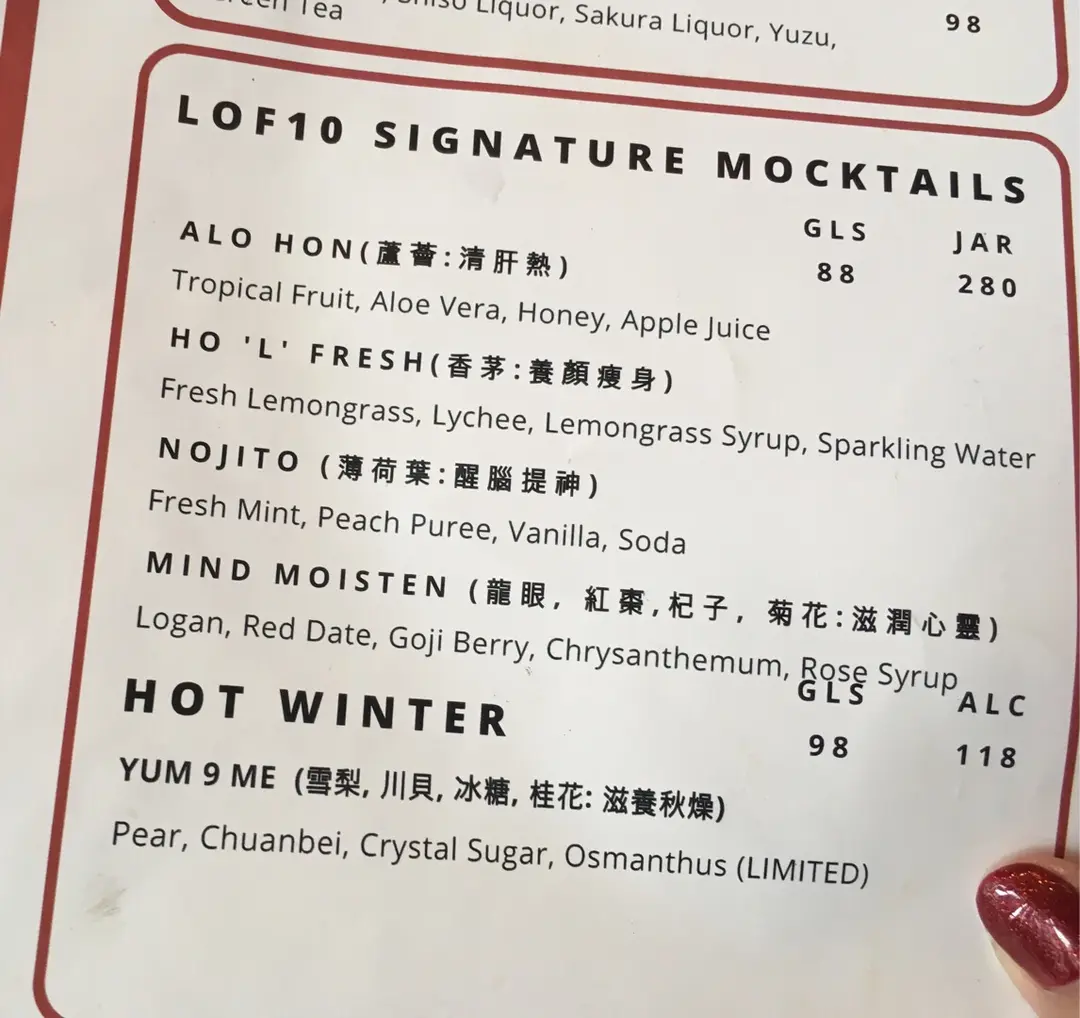 Shiso Liquor, Sakura Liquor, Yuzu, 98
Green Tea
LOF10 SIGNATURE MOCKTAILS
GLS JAR
ALO HON(蘆薈:清肝熱) 88 280
Tropical Fruit, Aloe Vera, Honey, Apple Juice
HO 'L' FRESH(香茅:養顏瘦身)
Fresh Lemongrass, Lychee, Lemongrass Syrup, Sparkling Water
NOJITO (薄荷葉:醒腦提神)
Fresh Mint, Peach Puree, Vanilla, Soda
MIND MOISTEN (龍眼, 紅棗,杞子, 菊花:滋潤心靈)
Logan, Red Date, Goji Berry, Chrysanthemum, Rose Syrup
GLS ALC
HOT WINTER 98 118
YUM 9 ME (雪梨, 川貝, 冰糖, 桂花: 滋養秋燥)
Pear, Chuanbei, Crystal Sugar, Osmanthus (LIMITED)